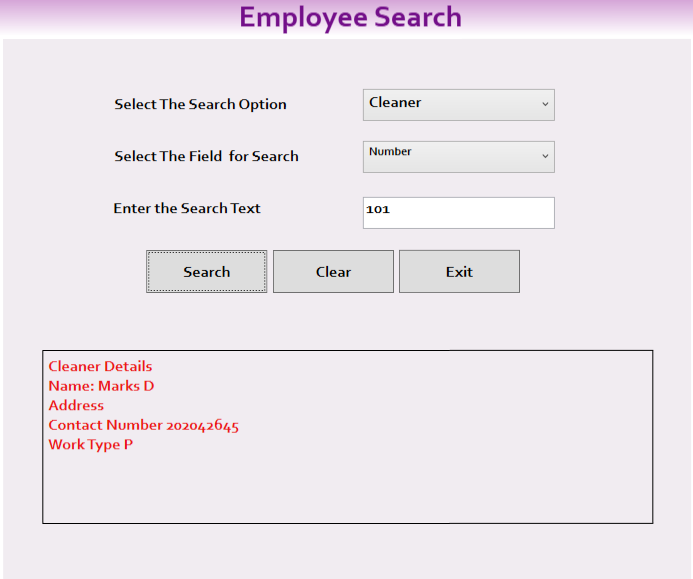 Employee Search
Select The Search Option
Cleaner
Select The Field for Search
Number
Enter the Search Text
101
Search Clear Exit
Cleaner Details
Name: Marks D
Address
Contact Number 202042645
Work Type P